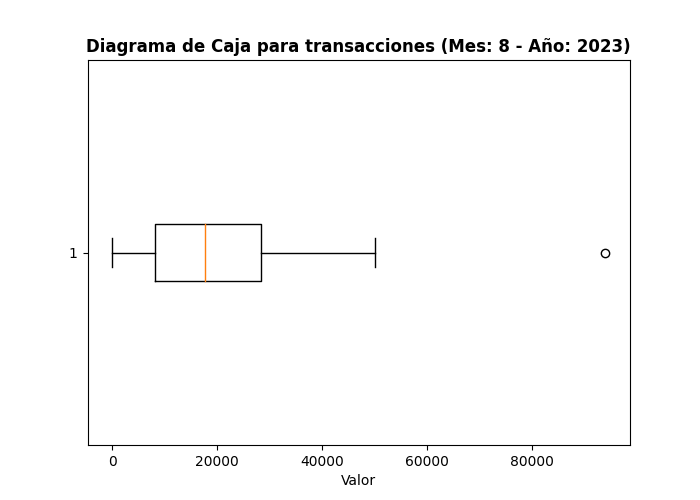 Diagrama de Caja para transacciones (Mes: 8 - Año: 2023)
1
0 20000 40000 60000 80000
Valor